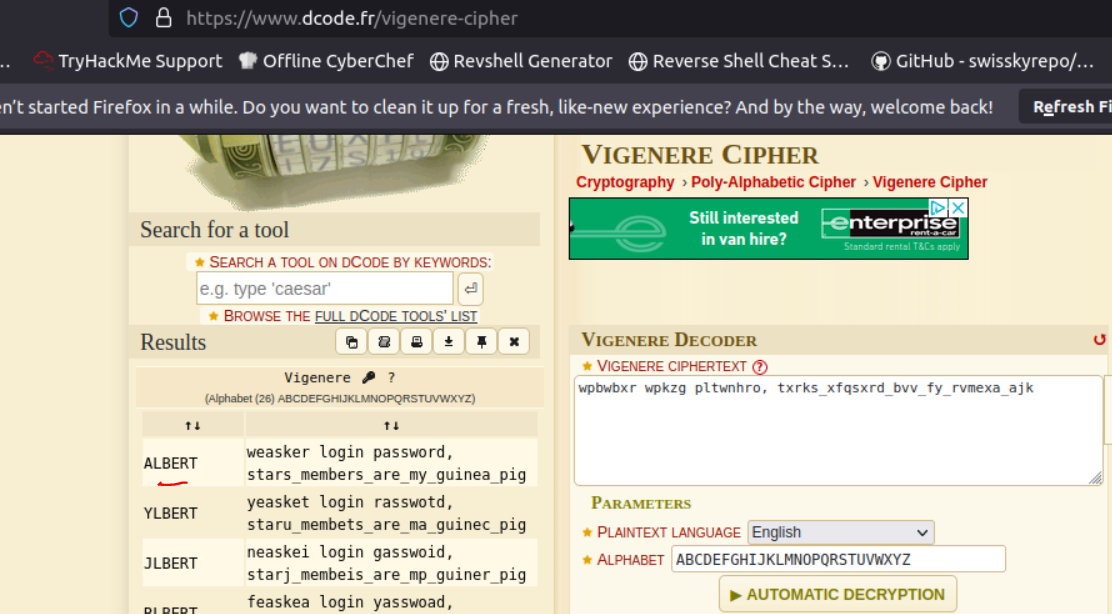 https://www.dcode.fr/vigenere-cipher
TryHackMe Support Offline CyberChef Revshell Generator Reverse Shell Cheat S… GitHub - swisskyrepo/…
n't started Firefox in a while. Do you want to clean it up for a fresh, like-new experience? And by the way, welcome back! Refresh Fi
Search for a tool
SEARCH A TOOL ON DCODE BY KEYWORDS:
e.g. type 'caesar'
BROWSE THE FULL DCODE TOOLS' LIST
Results
Vigenere ?
(Alphabet (26) ABCDEFGHIJKLMNOPQRSTUVWXYZ)
↑↓ ↑↓
ALBERT
weasker login password,
stars_members_are_my_guinea_pig
YLBERT
yeasket login rasswotd,
staru_membets_are_ma_guinec_pig
JLBERT
neaskei login gasswoid,
starj_membeis_are_mp_guiner_pig
feaskea login yasswoad,
VIGENERE CIPHER
Cryptography › Poly-Alphabetic Cipher › Vigenere Cipher
Still interested
in van hire?
enterprise
rent-a-car
Standard rental T&Cs apply
VIGENERE DECODER
VIGENERE CIPHERTEXT ?
wpbwbxr wpkzg pltwnhro, txrks_xfqsxrd_bvv_fy_rvmexa_ajk
PARAMETERS
PLAINTEXT LANGUAGE English
ALPHABET ABCDEFGHIJKLMNOPQRSTUVWXYZ
▶ AUTOMATIC DECRYPTION